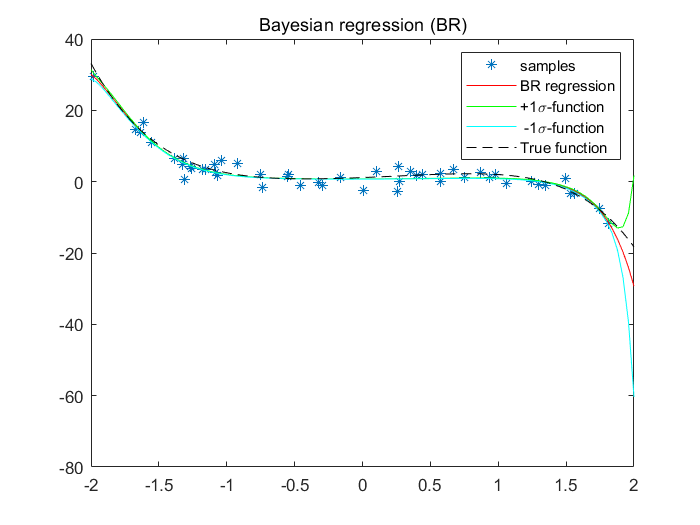 Bayesian regression (BR)
40
20
0
-20
-40
-60
-80
-2
-1.5
-1
-0.5
0
0.5
1
1.5
2
samples
BR regression
+1σ-function
-1σ-function
True function